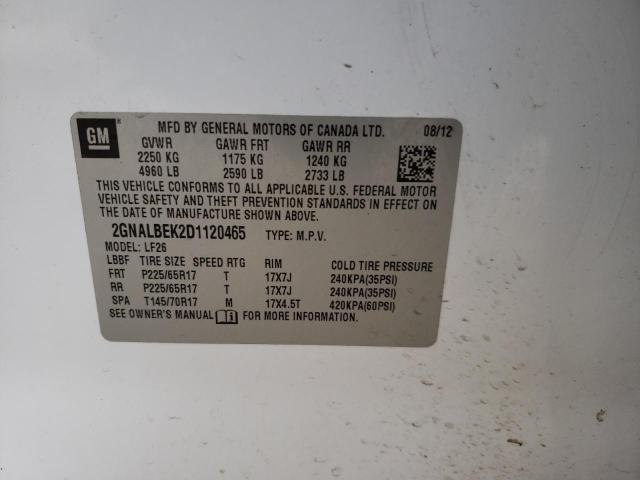 GM
MFD BY GENERAL MOTORS OF CANADA LTD. 08/12
GVWR GAWR FRT GAWR RR
2250 KG 1175 KG 1240 KG
4960 LB 2590 LB 2733 LB
THIS VEHICLE CONFORMS TO ALL APPLICABLE U.S. FEDERAL MOTOR
VEHICLE SAFETY AND THEFT PREVENTION STANDARDS IN EFFECT ON
THE DATE OF MANUFACTURE SHOWN ABOVE.
2GNALBEK2D1120465 TYPE: M.P.V.
MODEL: LF26
LBBF TIRE SIZE SPEED RTG RIM COLD TIRE PRESSURE
FRT P225/65R17 T 17X7J 240KPA(35PSI)
RR P225/65R17 T 17X7J 240KPA(35PSI)
SPA T145/70R17 M 17X4.5T 420KPA(60PSI)
SEE OWNER'S MANUAL i FOR MORE INFORMATION.